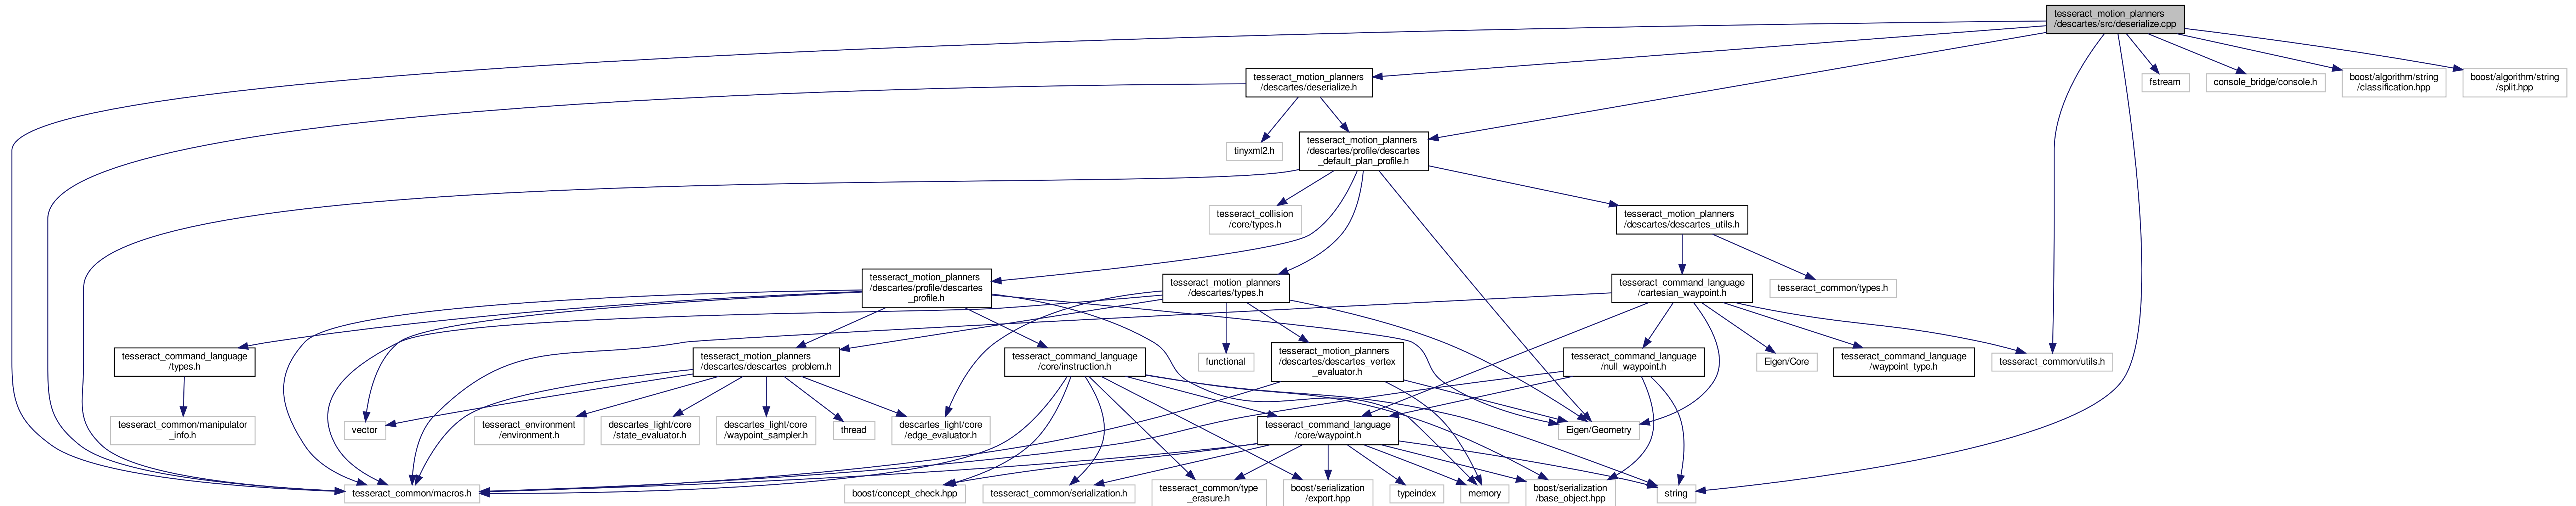 tesseract_motion_planners
/descartes/src/deserialize.cpp
tesseract_motion_planners
/descartes/deserialize.h
fstream
console_bridge/console.h
boost/algorithm/string
/classification.hpp
boost/algorithm/string
/split.hpp
tinyxml2.h
tesseract_motion_planners
/descartes/profile/descartes
_default_plan_profile.h
tesseract_collision
/core/types.h
tesseract_motion_planners
/descartes/descartes_utils.h
tesseract_motion_planners
/descartes/profile/descartes
_profile.h
tesseract_motion_planners
/descartes/types.h
tesseract_command_language
/cartesian_waypoint.h
tesseract_common/types.h
tesseract_command_language
/types.h
tesseract_motion_planners
/descartes/descartes_problem.h
tesseract_command_language
/core/instruction.h
functional
tesseract_motion_planners
/descartes/descartes_vertex
_evaluator.h
tesseract_command_language
/null_waypoint.h
Eigen/Core
tesseract_command_language
/waypoint_type.h
tesseract_common/utils.h
tesseract_common/manipulator
_info.h
vector
tesseract_environment
/environment.h
descartes_light/core
/state_evaluator.h
descartes_light/core
/waypoint_sampler.h
thread
descartes_light/core
/edge_evaluator.h
tesseract_command_language
/core/waypoint.h
Eigen/Geometry
tesseract_common/macros.h
boost/concept_check.hpp
tesseract_common/serialization.h
tesseract_common/type
_erasure.h
boost/serialization
/export.hpp
typeindex
memory
boost/serialization
/base_object.hpp
string